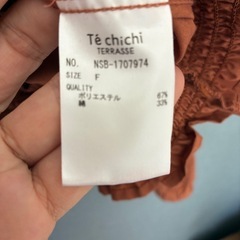 Té chichi
TERRASSE
NO. NSB-1707974
SIZE F
QUALITY
ポリエステル 67%
綿 33%